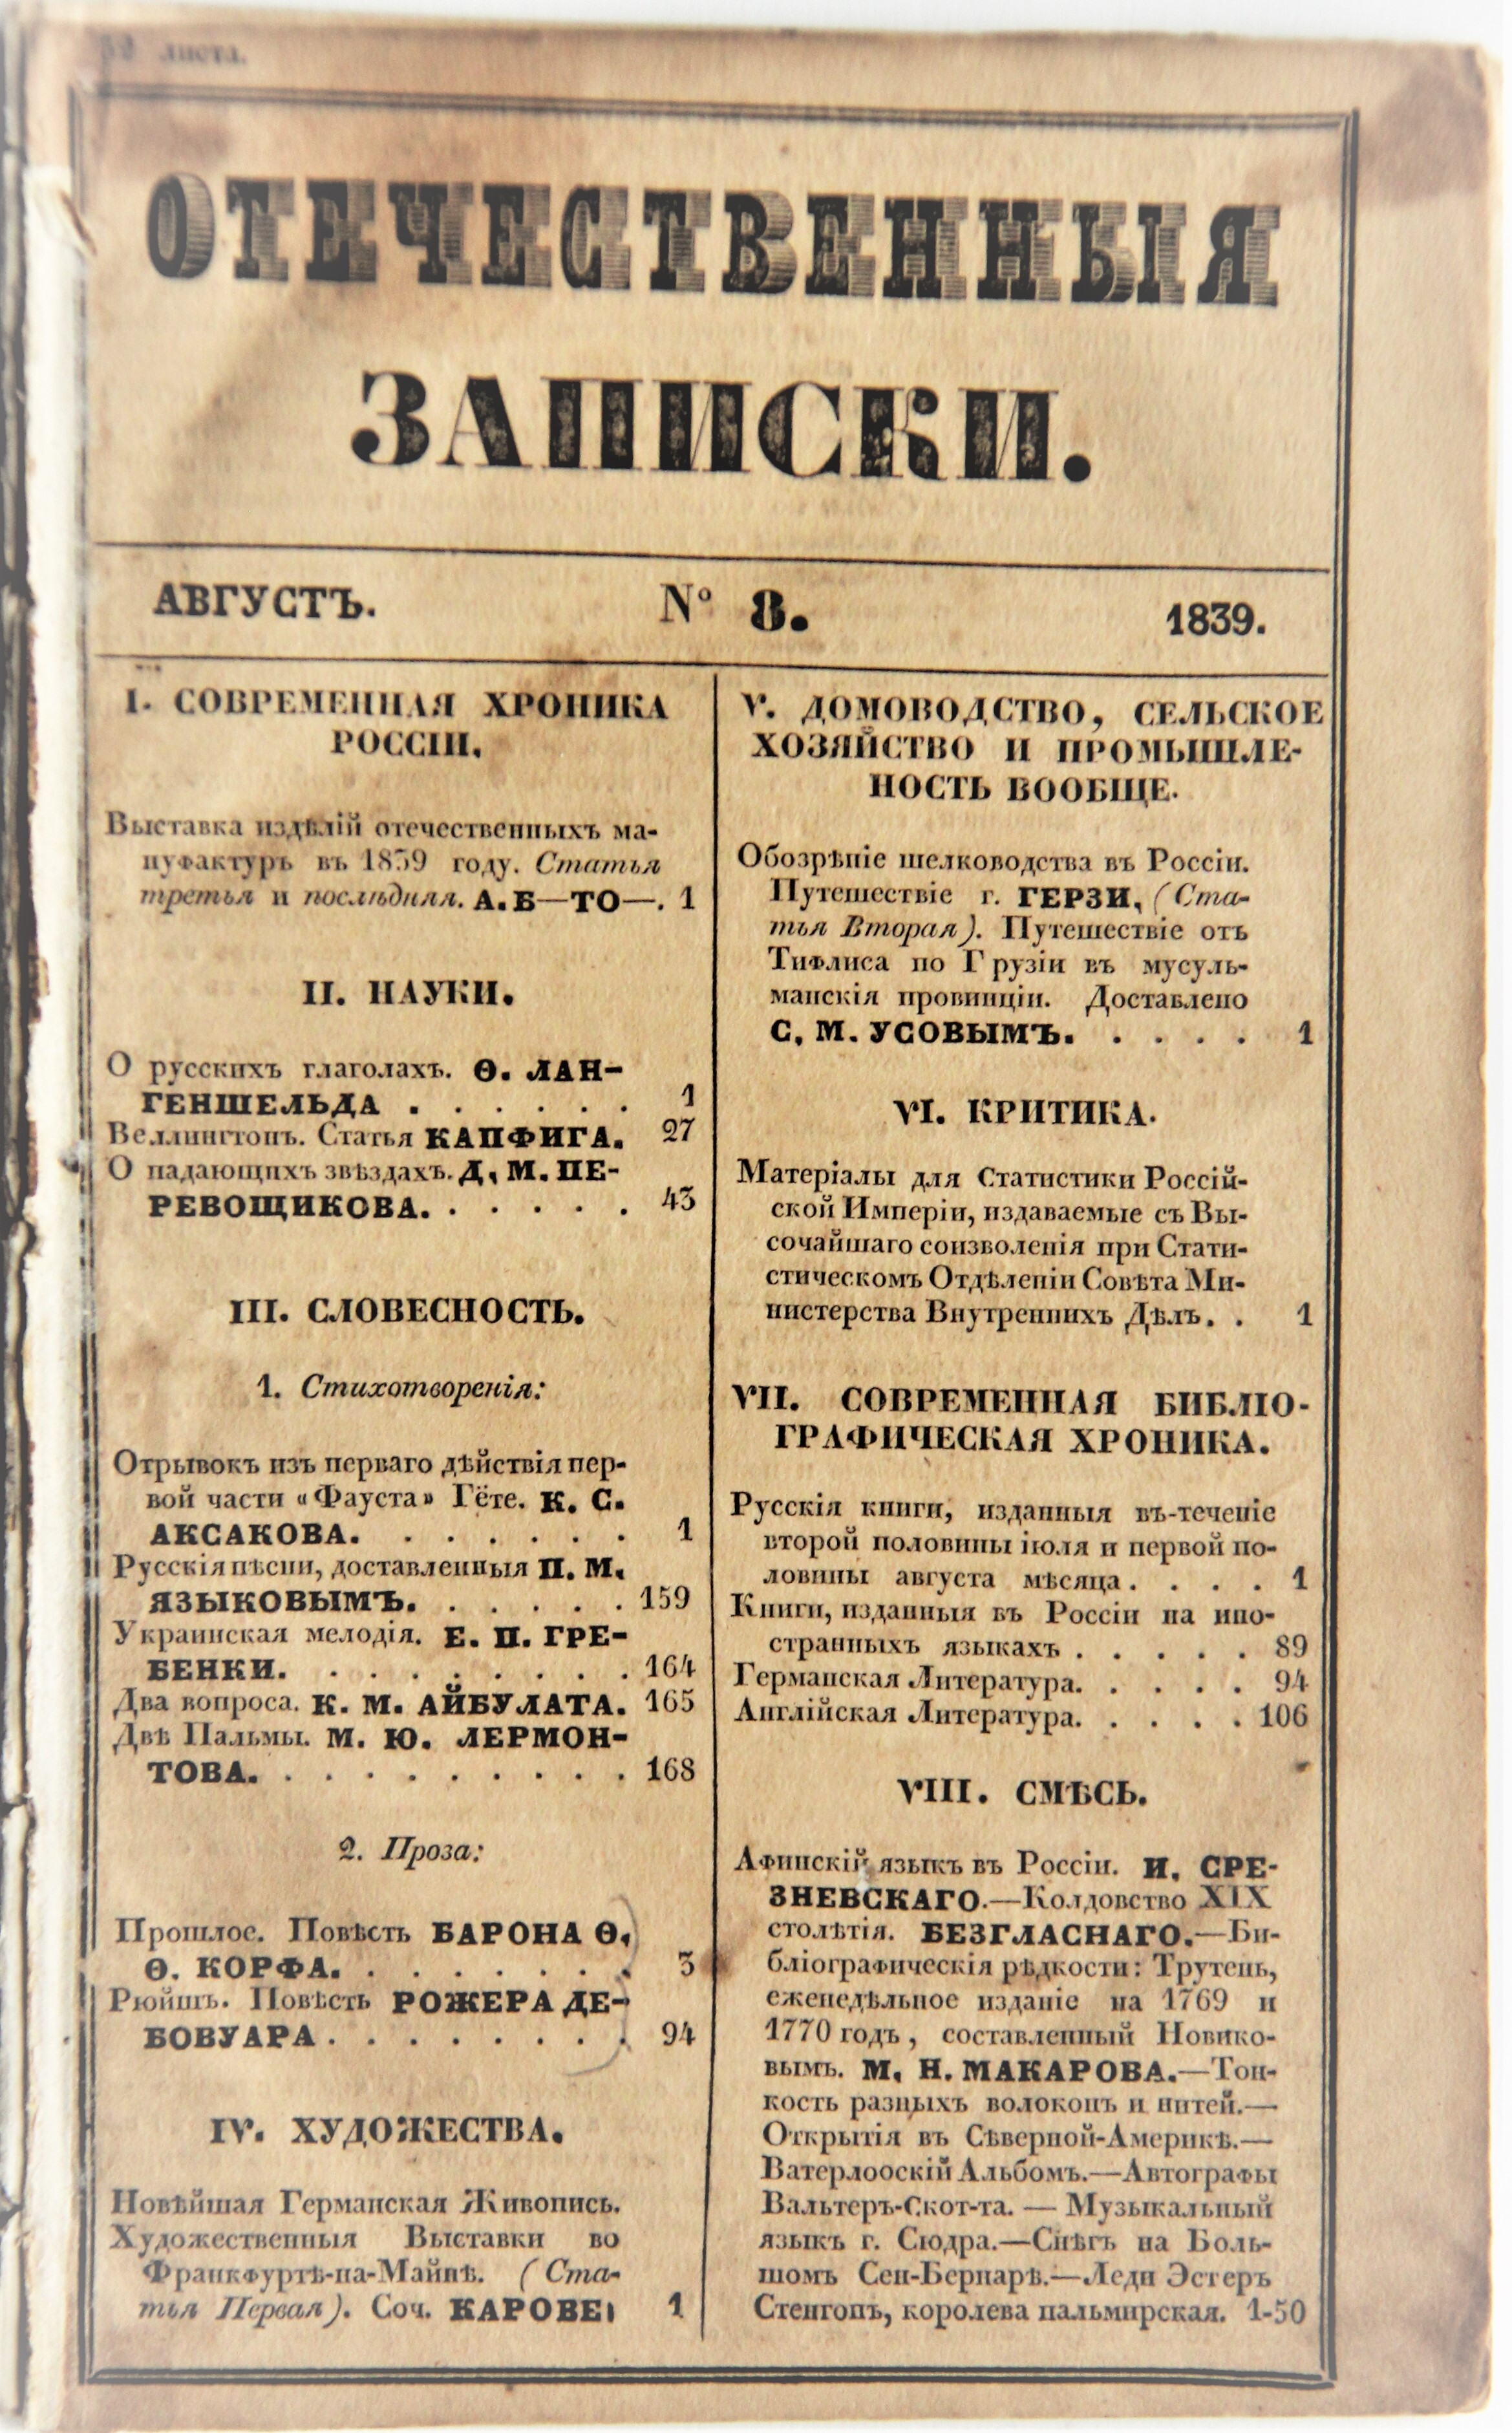 листа.
ОТЕЧЕСТВЕННЫЯ
ЗАПИСКИ.
АВГУСТЪ. № 8. 1839.
I. СОВРЕМЕННАЯ ХРОНИКА
РОССІИ.
Выставка издѣлій отечественныхъ ма-
нуфактуръ въ 1839 году. Статья
третья и послѣдняя. А. Б—ТО—. 1
II. НАУКИ.
О русскихъ глаголахъ. Ѳ. ЛАН-
ГЕНШЕЛЬДА . . . . . . 1
Веллингтонъ. Статья КАПФИГА. 27
О падающихъ звѣздахъ. Д. М. ПЕ-
РЕВОЩИКОВА. . . . . . 43
III. СЛОВЕСНОСТЬ.
1. Стихотворенія:
Отрывокъ изъ перваго дѣйствія пер-
вой части «Фауста» Гёте. К. С.
АКСАКОВА. . . . . . . 1
Русскія пѣсни, доставленныя П. М.
ЯЗЫКОВЫМЪ. . . . . . 159
Украинская мелодія. Е. П. ГРЕ-
БЕНКИ. . . . . . . . . 164
Два вопроса. К. М. АЙБУЛАТА. 165
Двѣ Пальмы. М. Ю. ЛЕРМОН-
ТОВА. . . . . . . . . . 168
2. Проза:
Прошлое. Повѣсть БАРОНА Ѳ.
Ѳ. КОРФА. . . . . . . . 3
Рюйшъ. Повѣсть РОЖЕРА ДЕ-
БОВУАРА . . . . . . . . 94
IV. ХУДОЖЕСТВА.
Новѣйшая Германская Живопись.
Художественныя Выставки во
Франкфуртѣ-на-Майнѣ. (Ста-
тья Первая). Соч. КАРОВЕ 1
V. ДОМОВОДСТВО, СЕЛЬСКОЕ
ХОЗЯЙСТВО И ПРОМЫШЛЕ-
НОСТЬ ВООБЩЕ.
Обозрѣніе шелководства въ Россіи.
Путешествіе г. ГЕРЗИ, (Ста-
тья Вторая). Путешествіе отъ
Тифлиса по Грузіи въ мусуль-
манскія провинціи. Доставлено
С. М. УСОВЫМЪ. . . . . 1
VI. КРИТИКА.
Матеріалы для Статистики Россій-
ской Имперіи, издаваемые съ Вы-
сочайшаго соизволенія при Стати-
стическомъ Отдѣленіи Совѣта Ми-
нистерства Внутреннихъ Дѣлъ. . 1
VII. СОВРЕМЕННАЯ БИБЛІО-
ГРАФИЧЕСКАЯ ХРОНИКА.
Русскія книги, изданныя въ-теченіе
второй половины іюля и первой по-
ловины августа мѣсяца. . . . 1
Книги, изданныя въ Россіи на ино-
странныхъ языкахъ . . . . . 89
Германская Литература. . . . . 94
Англійская Литература. . . . . 106
VIII. СМѢСЬ.
Афинскій языкъ въ Россіи. И. СРЕ-
ЗНЕВСКАГО.—Колдовство XIX
столѣтія. БЕЗГЛАСНАГО.—Би-
бліографическія рѣдкости: Трутень,
еженедѣльное изданіе на 1769 и
1770 годъ, составленный Новико-
вымъ. М. Н. МАКАРОВА.—Тон-
кость разныхъ волоконъ и нитей.—
Открытія въ Сѣверной-Америкѣ.—
Ватерлооскій Альбомъ.—Автографы
Вальтеръ-Скот-та. — Музыкальный
языкъ г. Сюдра.—Снѣгъ на Боль-
шомъ Сен-Бернарѣ.—Леди Эстеръ
Стенгопъ, королева пальмирская. 1-50